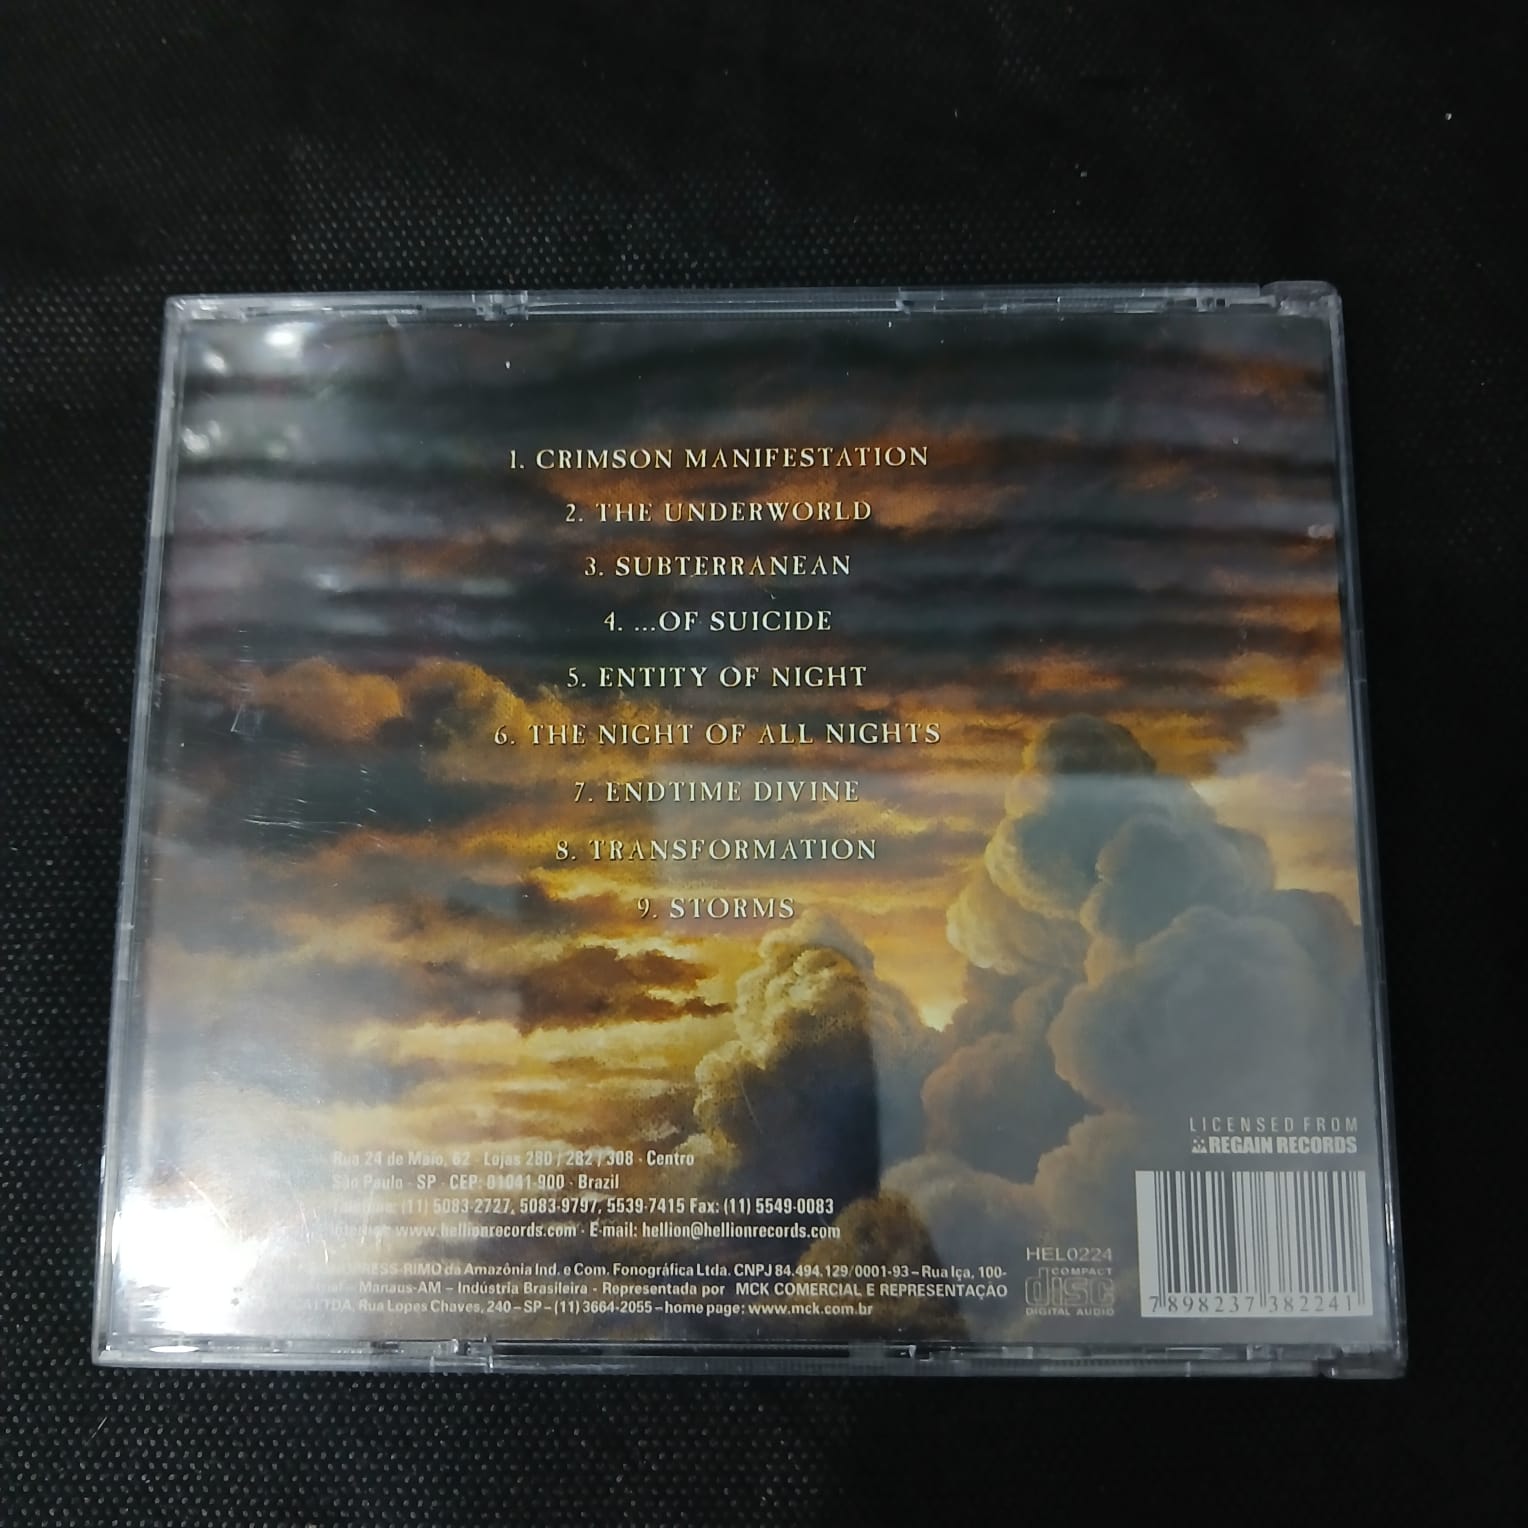 1. CRIMSON MANIFESTATION
2. THE UNDERWORLD
3. SUBTERRANEAN
4. ...OF SUICIDE
5. ENTITY OF NIGHT
6. THE NIGHT OF ALL NIGHTS
7. ENDTIME DIVINE
8. TRANSFORMATION
9. STORMS
LICENSED FROM
REGAIN RECORDS
Rua 24 de Maio, 62 · Lojas 280 / 282 / 308 · Centro
São Paulo · SP · CEP: 01041-900 · Brazil
(11) 5083-2727, 5083-9797, 5539-7415 Fax: (11) 5549-0083
www.hellionrecords.com · E-mail: hellion@hellionrecords.com
da Amazônia Ind. e Com. Fonográfica Ltda. CNPJ 84.494.129/0001-93 – Rua Iça, 100-
– Manaus-AM – Indústria Brasileira - Representada por MCK COMERCIAL E REPRESENTAÇAO
LTDA, Rua Lopes Chaves, 240 – SP – (11) 3664-2055 – home page: www.mck.com.br
HEL0224
COMPACT
disc
DIGITAL AUDIO
7 898237 382241